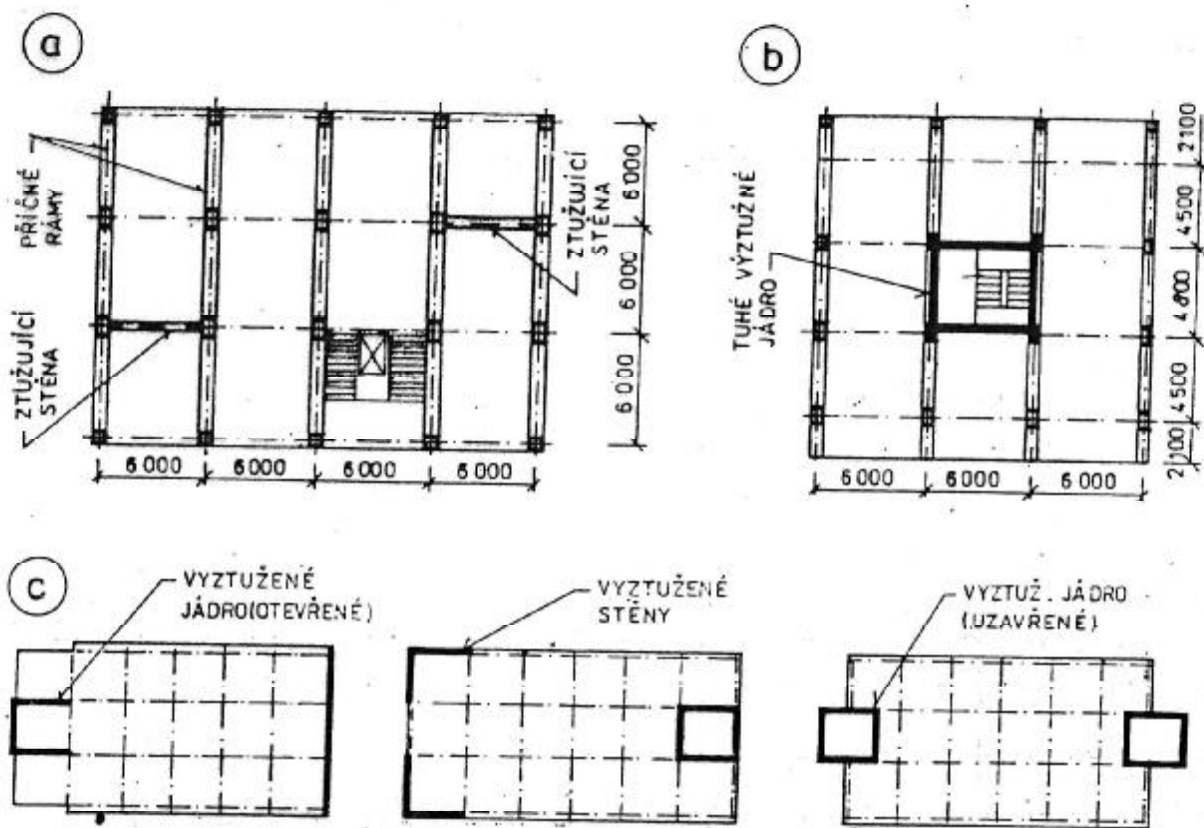 a
PŘÍČNÉ
RÁMY
ZTUŽUJÍCÍ
STĚNA
ZTUŽUJÍCÍ
STĚNA
6000
6000
6000
6000
6000
6000
6000
b
TUHÉ VÝZTUŽNÉ
JÁDRO
2100
4500
4800
4500
2100
6000
6000
6000
c
VYZTUŽENÉ
JÁDRO(OTEVŘENÉ)
VYZTUŽENÉ
STĚNY
VYZTUŽ. JÁDRO
(UZAVŘENÉ)